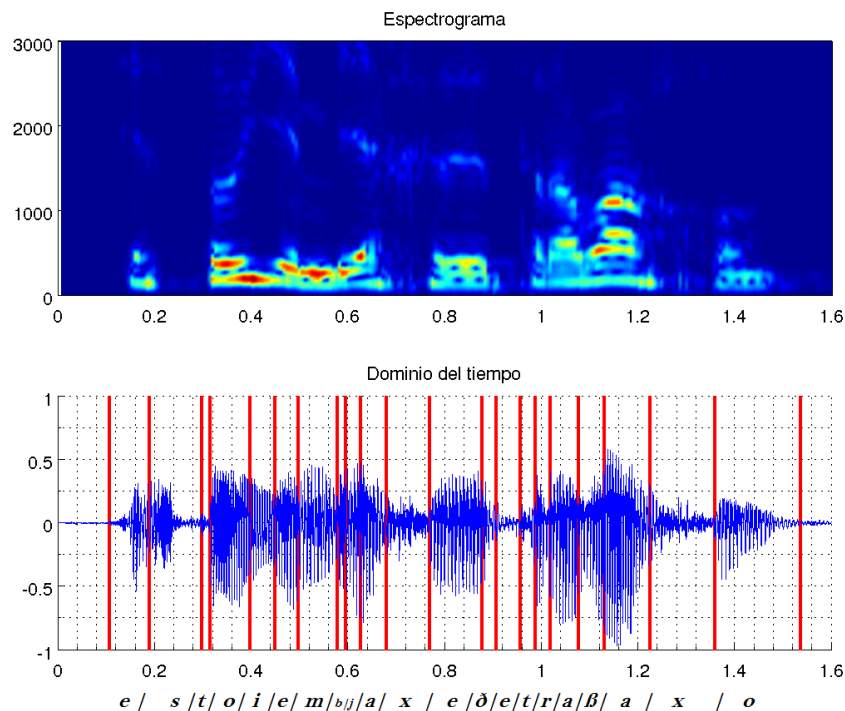 Espectrograma
3000
2000
1000
0
0 0.2 0.4 0.6 0.8 1 1.2 1.4 1.6
Dominio del tiempo
1
0.5
0
-0.5
-1
0 0.2 0.4 0.6 0.8 1 1.2 1.4 1.6
e / s /t/o/i/e/m/b/j/a/ x / e/ð/e/t/r/a/ß/ a / x / o